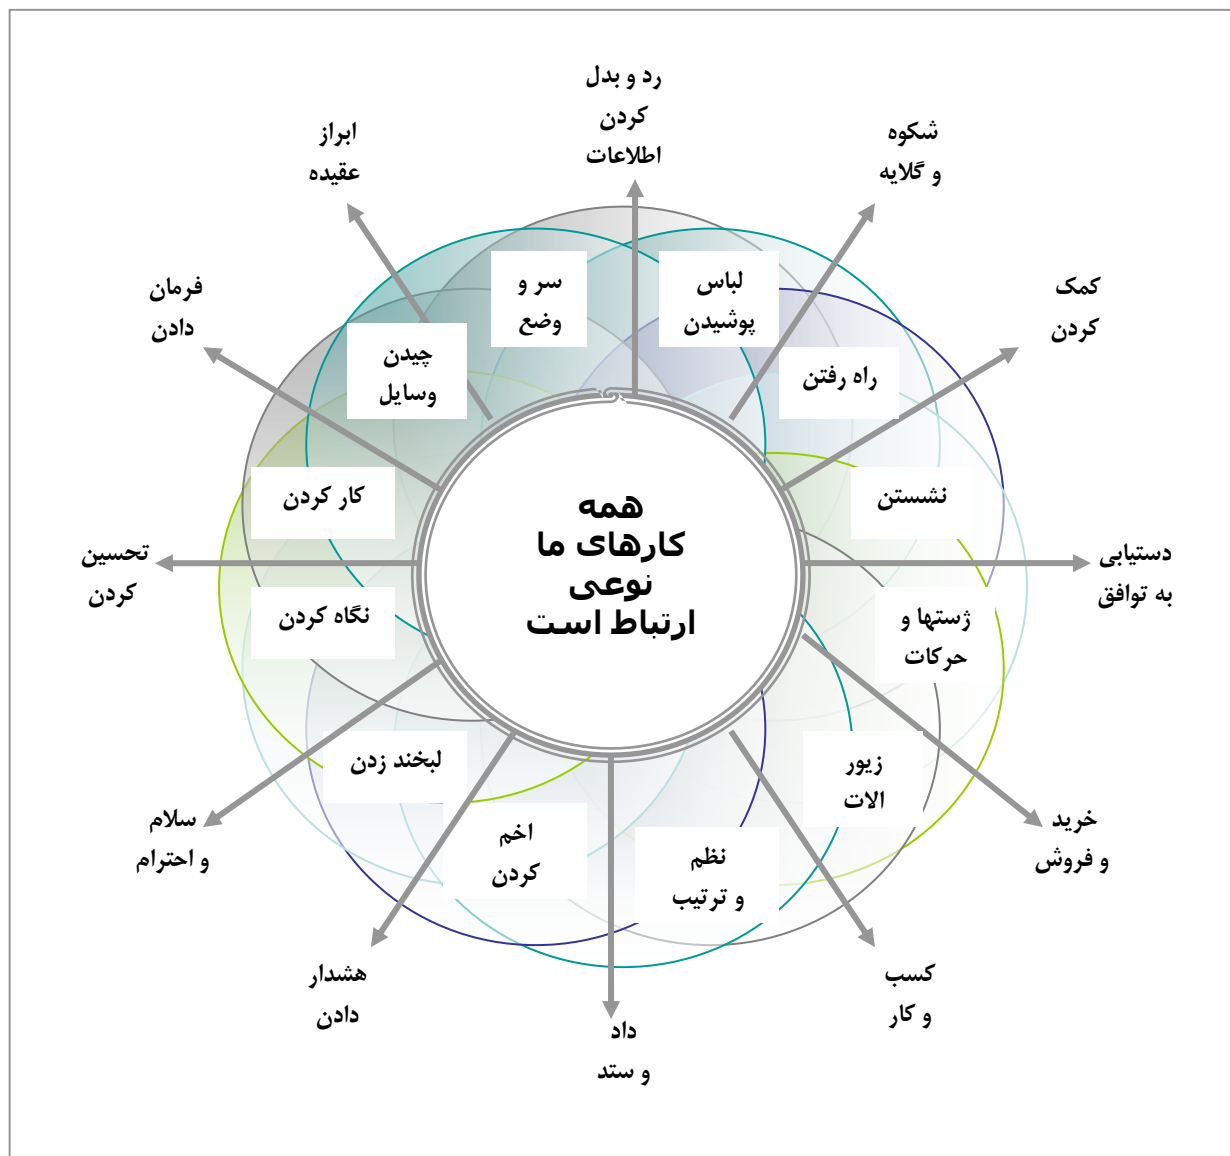 رد و بدل
کردن
اطلاعات
شکوه
و گلایه
کمک
کردن
دستیابی
به توافق
خرید
و فروش
کسب
و کار
داد
و ستد
هشدار
دادن
سلام
و احترام
تحسین
کردن
فرمان
دادن
ابراز
عقیده
لباس
پوشیدن
راه رفتن
نشستن
ژستها و
حرکات
زیور
الات
نظم
و ترتیب
اخم
کردن
لبخند زدن
نگاه کردن
کار کردن
چیدن
وسایل
سر و
وضع
همه
کارهای ما
نوعی
ارتباط است